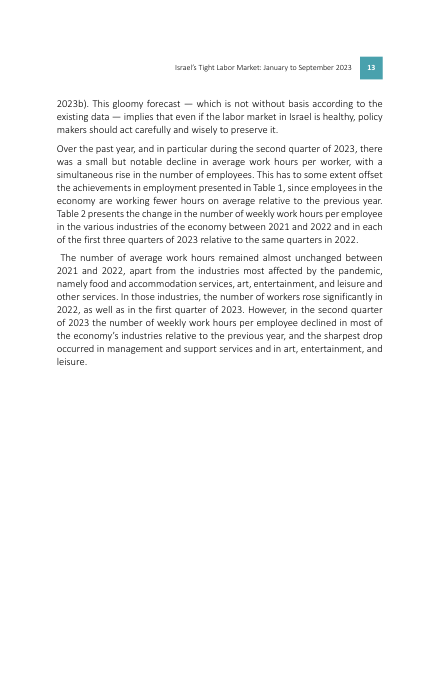 Israel's Tight Labor Market: January to September 2023 13
2023b). This gloomy forecast — which is not without basis according to the
existing data — implies that even if the labor market in Israel is healthy, policy
makers should act carefully and wisely to preserve it.
Over the past year, and in particular during the second quarter of 2023, there
was a small but notable decline in average work hours per worker, with a
simultaneous rise in the number of employees. This has to some extent offset
the achievements in employment presented in Table 1, since employees in the
economy are working fewer hours on average relative to the previous year.
Table 2 presents the change in the number of weekly work hours per employee
in the various industries of the economy between 2021 and 2022 and in each
of the first three quarters of 2023 relative to the same quarters in 2022.
The number of average work hours remained almost unchanged between
2021 and 2022, apart from the industries most affected by the pandemic,
namely food and accommodation services, art, entertainment, and leisure and
other services. In those industries, the number of workers rose significantly in
2022, as well as in the first quarter of 2023. However, in the second quarter
of 2023 the number of weekly work hours per employee declined in most of
the economy's industries relative to the previous year, and the sharpest drop
occurred in management and support services and in art, entertainment, and
leisure.